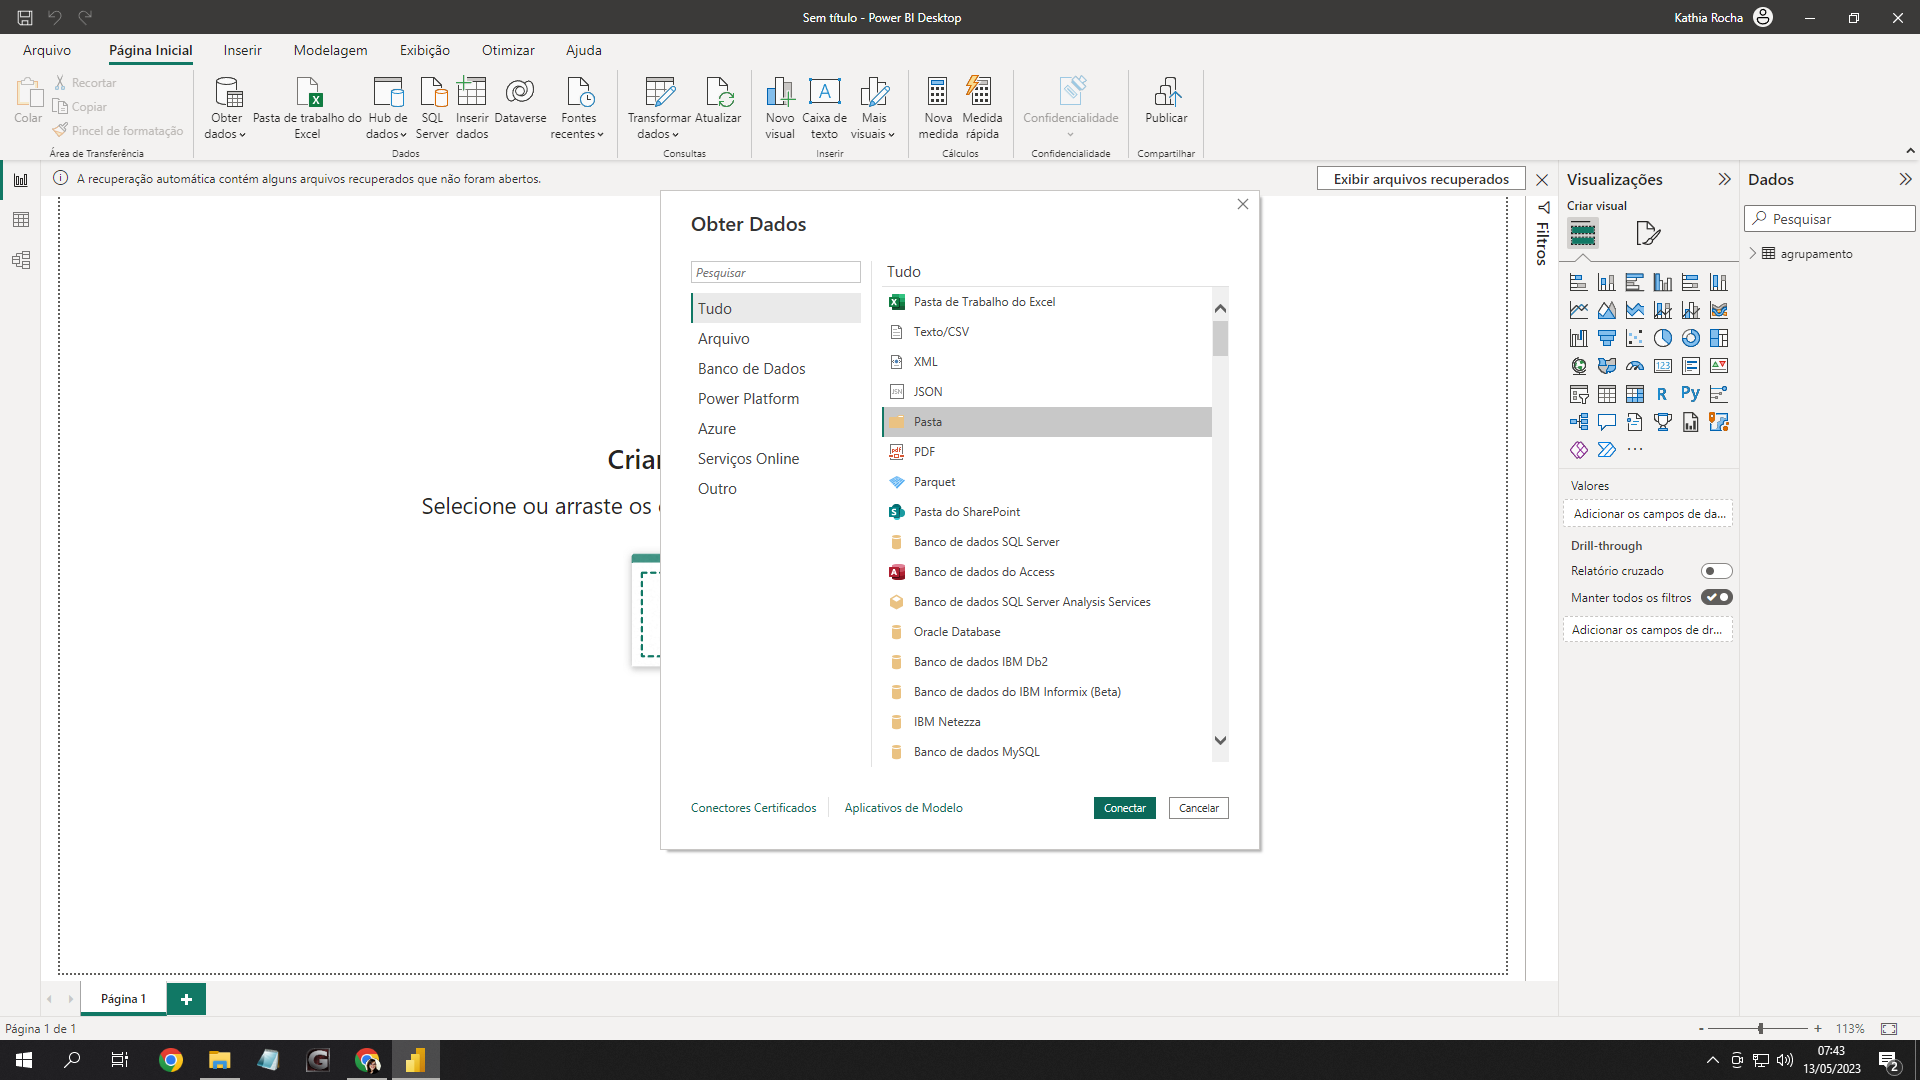 Sem título - Power BI Desktop
Kathia Rocha
Arquivo
Página Inicial
Inserir
Modelagem
Exibição
Otimizar
Ajuda
Colar
Recortar
Copiar
Pincel de formatação
Área de Transferência
Obter dados
Pasta de trabalho do Excel
Hub de dados
SQL Server
Inserir dados
Dataverse
Fontes recentes
Dados
Transformar dados
Atualizar
Consultas
Novo visual
Caixa de texto
Mais visuais
Inserir
Nova medida
Medida rápida
Cálculos
Confidencialidade
Confidencialidade
Publicar
Compartilhar
A recuperação automática contém alguns arquivos recuperados que não foram abertos.
Exibir arquivos recuperados
Filtros
Crian
Selecione ou arraste os
Obter Dados
Pesquisar
Tudo
Arquivo
Banco de Dados
Power Platform
Azure
Serviços Online
Outro
Tudo
Pasta de Trabalho do Excel
Texto/CSV
XML
JSON
Pasta
PDF
Parquet
Pasta do SharePoint
Banco de dados SQL Server
Banco de dados do Access
Banco de dados SQL Server Analysis Services
Oracle Database
Banco de dados IBM Db2
Banco de dados do IBM Informix (Beta)
IBM Netezza
Banco de dados MySQL
Conectores Certificados
Aplicativos de Modelo
Conectar
Cancelar
Visualizações
Criar visual
R
Py
123
Valores
Adicionar os campos de da...
Drill-through
Relatório cruzado
Manter todos os filtros
Adicionar os campos de dr...
Dados
Pesquisar
agrupamento
Página 1
Página 1 de 1
113%
07:43
13/05/2023
2